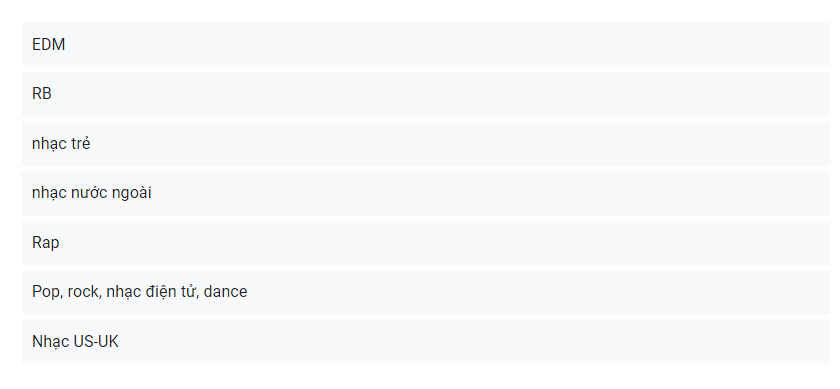 EDM
RB
nhạc trẻ
nhạc nước ngoài
Rap
Pop, rock, nhạc điện tử, dance
Nhạc US-UK